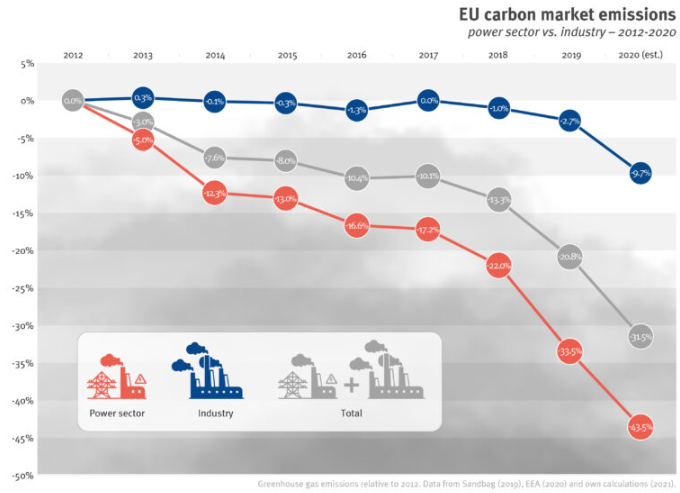 EU carbon market emissions
power sector vs. industry – 2012-2020
2012 2013 2014 2015 2016 2017 2018 2019 2020 (est.)
5%
0%
-5%
-10%
-15%
-20%
-25%
-30%
-35%
-40%
-45%
-50%
0.0% 0.3% -0.1% -0.3% -1.3% 0.0% -1.0% -2.7% -9.7%
-3.0% -7.6% -8.0% -10.4% -10.1% -13.3% -20.8% -31.5%
-5.0% -12.3% -13.0% -16.6% -17.2% -22.0% -33.5% -43.5%
Power sector Industry Total
Greenhouse gas emissions relative to 2012. Data from Sandbag (2019), EEA (2020) and own calculations (2021).